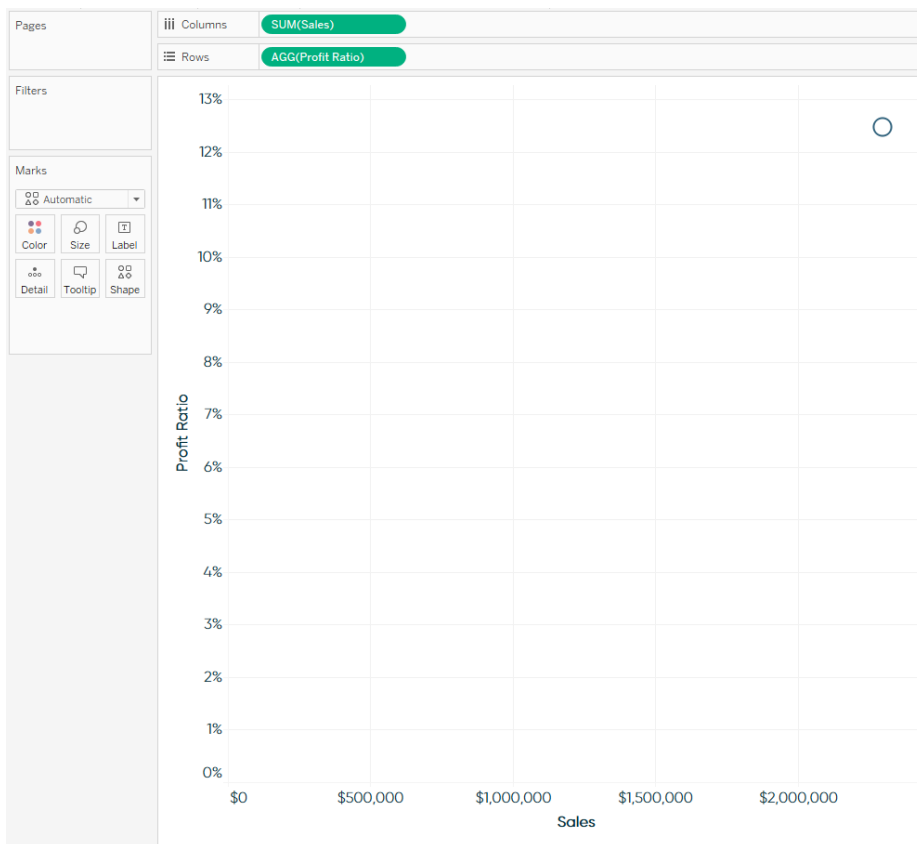 Pages
Columns
SUM(Sales)
Rows
AGG(Profit Ratio)
Filters
Marks
Automatic
Color
Size
Label
Detail
Tooltip
Shape
13%
12%
11%
10%
9%
8%
7%
6%
5%
4%
3%
2%
1%
0%
Profit Ratio
$0
$500,000
$1,000,000
$1,500,000
$2,000,000
Sales